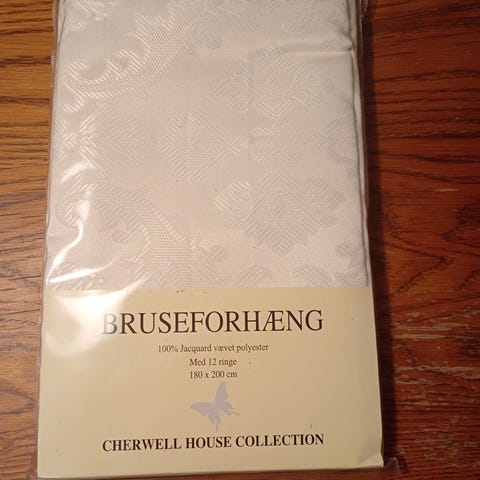 BRUSEFORHÆNG
100% Jacquard vævet polyester
Med 12 ringe
180 x 200 cm
CHERWELL HOUSE COLLECTION